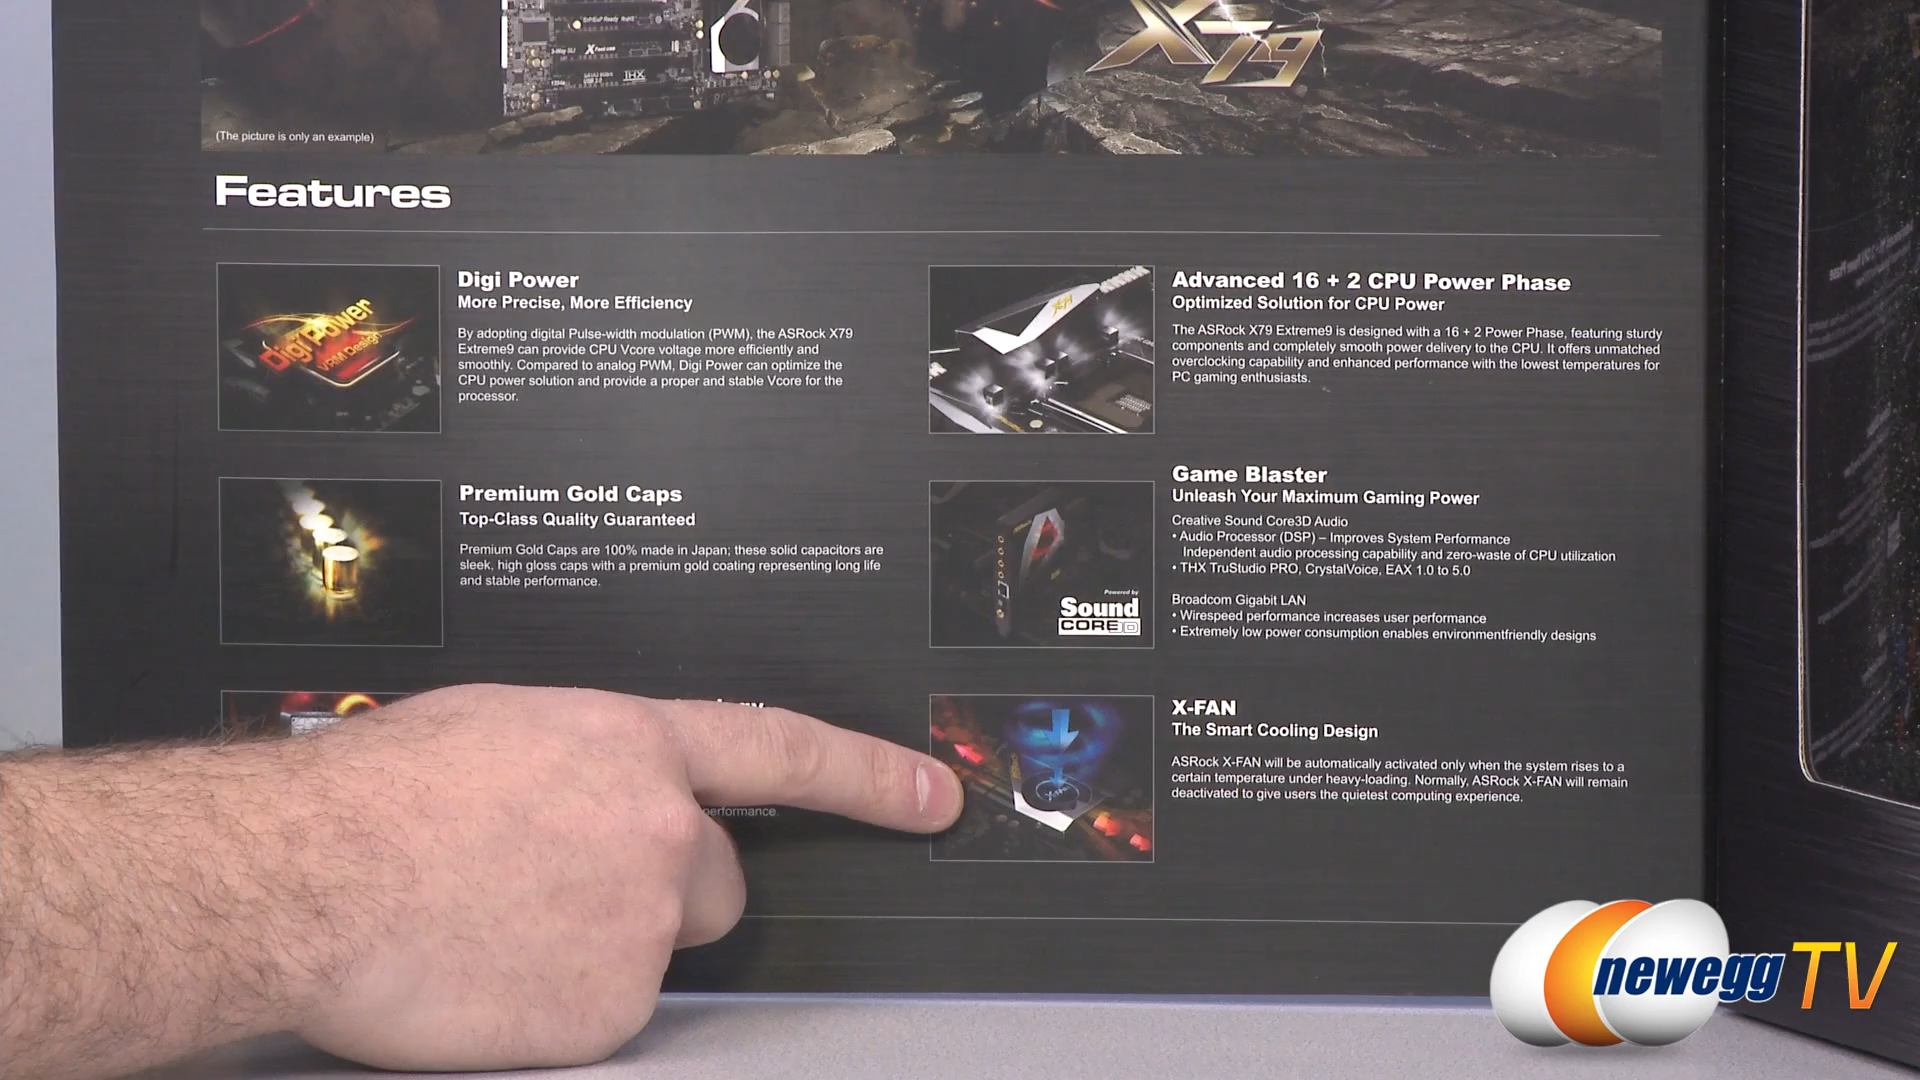 X79
THX
(The picture is only an example)
Features
Digi Power
More Precise, More Efficiency
By adopting digital Pulse-width modulation (PWM), the ASRock X79
Extreme9 can provide CPU Vcore voltage more efficiently and
smoothly. Compared to analog PWM, Digi Power can optimize the
CPU power solution and provide a proper and stable Vcore for the
processor.
Digi Power
VRM Design
Premium Gold Caps
Top-Class Quality Guaranteed
Premium Gold Caps are 100% made in Japan; these solid capacitors are
sleek, high gloss caps with a premium gold coating representing long life
and stable performance.
performance.
Advanced 16 + 2 CPU Power Phase
Optimized Solution for CPU Power
The ASRock X79 Extreme9 is designed with a 16 + 2 Power Phase, featuring sturdy
components and completely smooth power delivery to the CPU. It offers unmatched
overclocking capability and enhanced performance with the lowest temperatures for
PC gaming enthusiasts.
Game Blaster
Unleash Your Maximum Gaming Power
Creative Sound Core3D Audio
• Audio Processor (DSP) – Improves System Performance
Independent audio processing capability and zero-waste of CPU utilization
• THX TruStudio PRO, CrystalVoice, EAX 1.0 to 5.0
Broadcom Gigabit LAN
• Wirespeed performance increases user performance
• Extremely low power consumption enables environmentfriendly designs
Powered by
Sound
CORE3D
X-FAN
The Smart Cooling Design
ASRock X-FAN will be automatically activated only when the system rises to a
certain temperature under heavy-loading. Normally, ASRock X-FAN will remain
deactivated to give users the quietest computing experience.
newegg TV